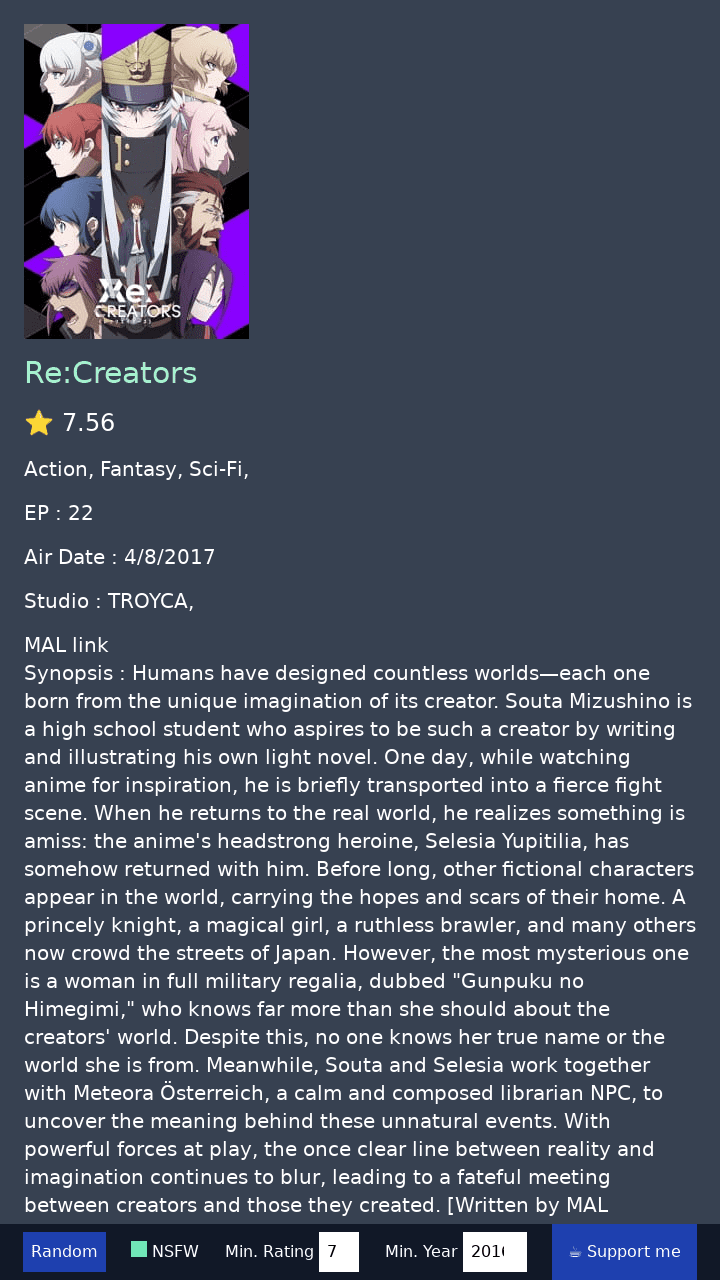 Re:
CREATORS
Re:Creators
⭐ 7.56
Action, Fantasy, Sci-Fi,
EP : 22
Air Date : 4/8/2017
Studio : TROYCA,
MAL link
Synopsis : Humans have designed countless worlds—each one
born from the unique imagination of its creator. Souta Mizushino is
a high school student who aspires to be such a creator by writing
and illustrating his own light novel. One day, while watching
anime for inspiration, he is briefly transported into a fierce fight
scene. When he returns to the real world, he realizes something is
amiss: the anime's headstrong heroine, Selesia Yupitilia, has
somehow returned with him. Before long, other fictional characters
appear in the world, carrying the hopes and scars of their home. A
princely knight, a magical girl, a ruthless brawler, and many others
now crowd the streets of Japan. However, the most mysterious one
is a woman in full military regalia, dubbed "Gunpuku no
Himegimi," who knows far more than she should about the
creators' world. Despite this, no one knows her true name or the
world she is from. Meanwhile, Souta and Selesia work together
with Meteora Österreich, a calm and composed librarian NPC, to
uncover the meaning behind these unnatural events. With
powerful forces at play, the once clear line between reality and
imagination continues to blur, leading to a fateful meeting
between creators and those they created. [Written by MAL
Random NSFW Min. Rating 7 Min. Year 2016 ☕ Support me